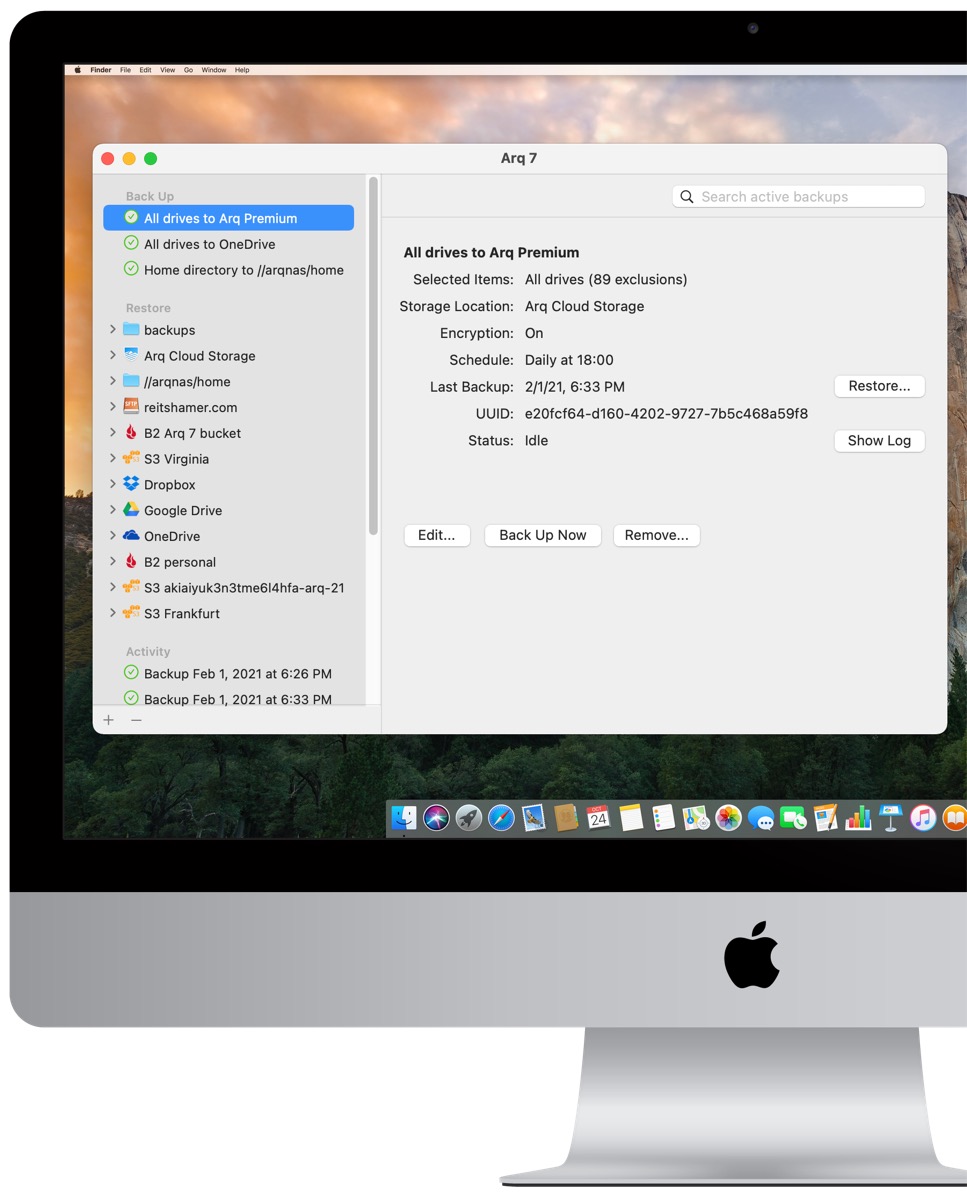 Finder File Edit View Go Window Help
Arq 7
Search active backups
Back Up
All drives to Arq Premium
All drives to OneDrive
Home directory to //arqnas/home
Restore
backups
Arq Cloud Storage
//arqnas/home
SFTP reitshamer.com
B2 Arq 7 bucket
S3 Virginia
Dropbox
Google Drive
OneDrive
B2 personal
S3 akiaiyuk3n3tme6l4hfa-arq-21
S3 Frankfurt
Activity
Backup Feb 1, 2021 at 6:26 PM
Backup Feb 1, 2021 at 6:33 PM
All drives to Arq Premium
Selected Items: All drives (89 exclusions)
Storage Location: Arq Cloud Storage
Encryption: On
Schedule: Daily at 18:00
Last Backup: 2/1/21, 6:33 PM
Restore...
UUID: e20fcf64-d160-4202-9727-7b5c468a59f8
Status: Idle
Show Log
Edit... Back Up Now Remove...
OCT
24